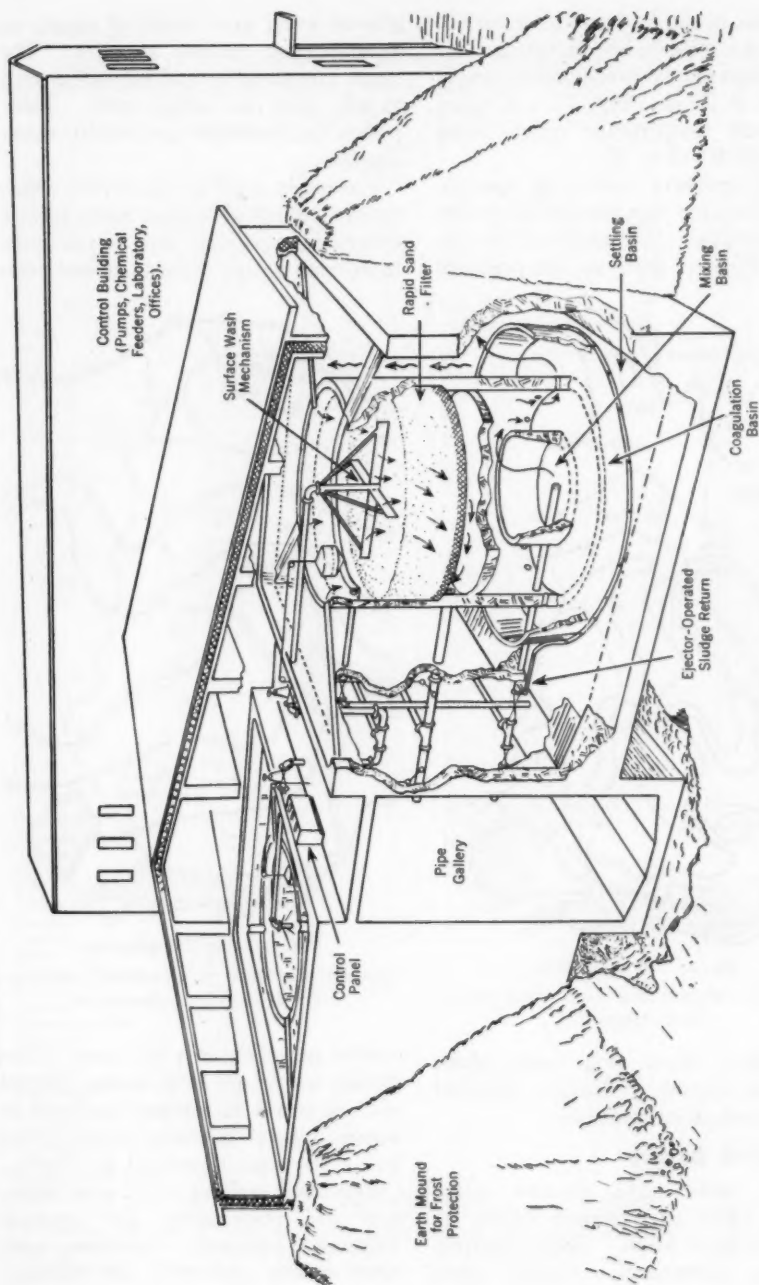 Control Building
(Pumps, Chemical
Feeders, Laboratory,
Offices).
Surface Wash
Mechanism
Rapid Sand
Filter
Settling
Basin
Mixing
Basin
Coagulation
Basin
Ejector-Operated
Sludge Return
Pipe
Gallery
Control
Panel
Earth Mound
for Frost
Protection